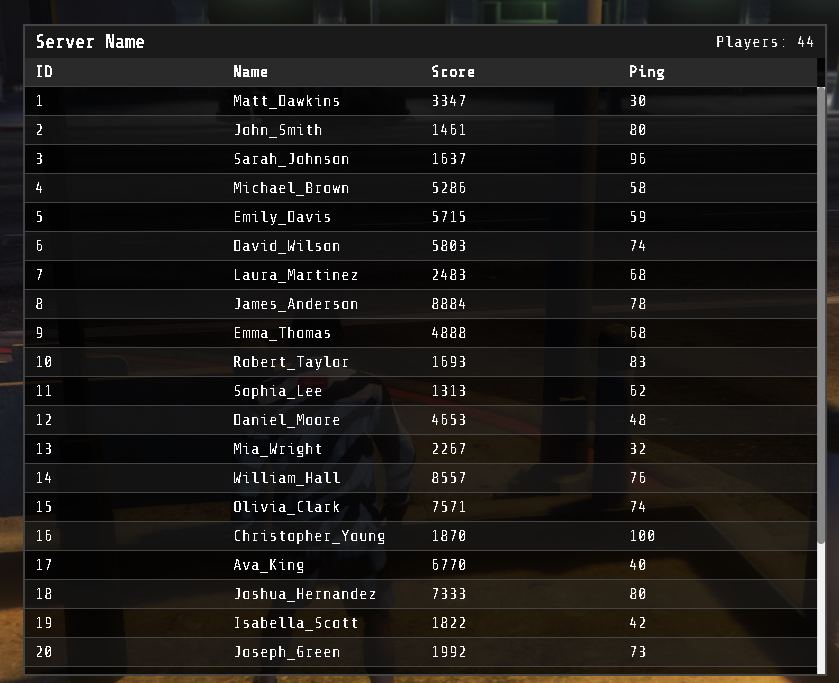 Server Name Players: 44
ID Name Score Ping
1 Matt_Dawkins 3347 30
2 John_Smith 1461 80
3 Sarah_Johnson 1637 96
4 Michael_Brown 5286 58
5 Emily_Davis 5715 59
6 David_Wilson 5803 74
7 Laura_Martinez 2483 68
8 James_Anderson 8884 78
9 Emma_Thomas 4888 68
10 Robert_Taylor 1693 83
11 Sophia_Lee 1313 62
12 Daniel_Moore 4653 48
13 Mia_Wright 2267 32
14 William_Hall 8557 76
15 Olivia_Clark 7571 74
16 Christopher_Young 1870 100
17 Ava_King 6770 40
18 Joshua_Hernandez 7333 80
19 Isabella_Scott 1822 42
20 Joseph_Green 1992 73